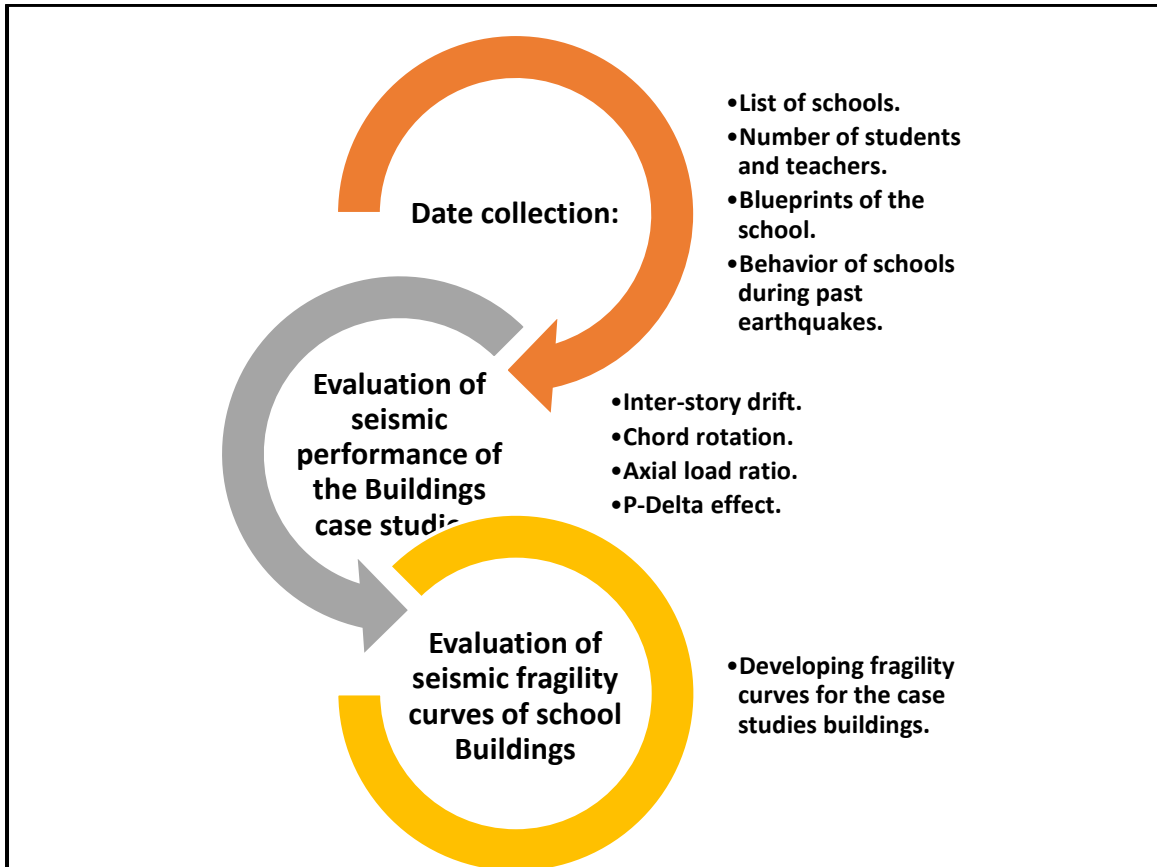 Date collection:
•List of schools.
•Number of students
and teachers.
•Blueprints of the
school.
•Behavior of schools
during past
earthquakes.
Evaluation of
seismic
performance of
the Buildings
case studie
•Inter-story drift.
•Chord rotation.
•Axial load ratio.
•P-Delta effect.
Evaluation of
seismic fragility
curves of school
Buildings
•Developing fragility
curves for the case
studies buildings.